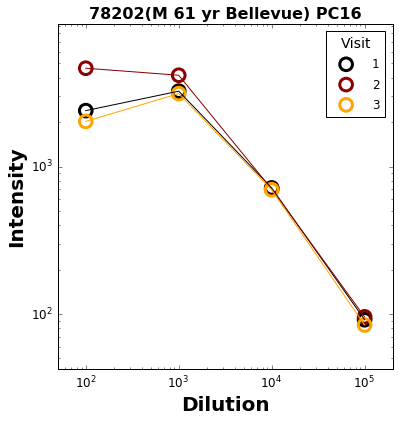 78202(M 61 yr Bellevue) PC16
Visit
1
2
3
Intensity
10³
10²
10² 10³ 10⁴ 10⁵
Dilution